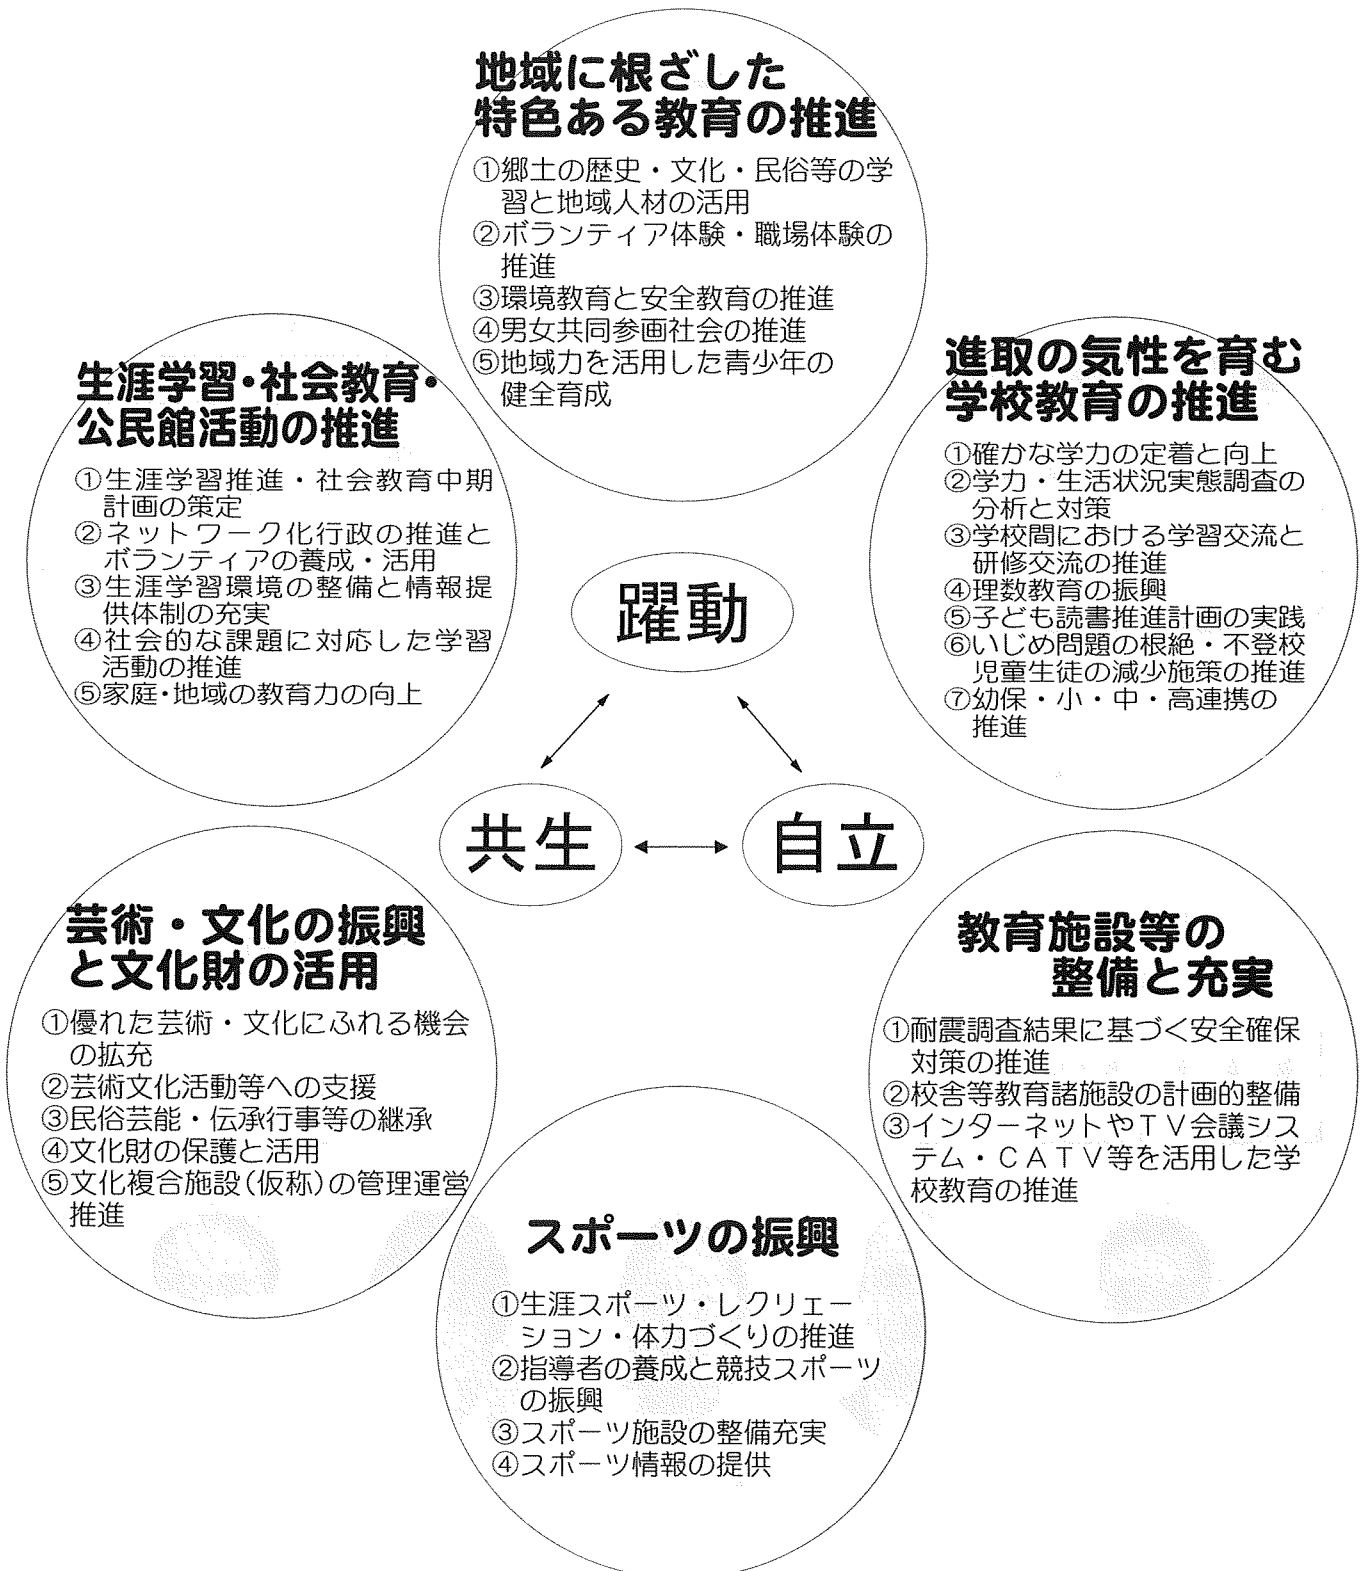 地域に根ざした
特色ある教育の推進
①郷土の歴史・文化・民俗等の学
習と地域人材の活用
②ボランティア体験・職場体験の
推進
③環境教育と安全教育の推進
④男女共同参画社会の推進
⑤地域力を活用した青少年の
健全育成
生涯学習・社会教育・
公民館活動の推進
①生涯学習推進・社会教育中期
計画の策定
②ネットワーク化行政の推進と
ボランティアの養成・活用
③生涯学習環境の整備と情報提
供体制の充実
④社会的な課題に対応した学習
活動の推進
⑤家庭・地域の教育力の向上
進取の気性を育む
学校教育の推進
①確かな学力の定着と向上
②学力・生活状況実態調査の
分析と対策
③学校間における学習交流と
研修交流の推進
④理数教育の振興
⑤子ども読書推進計画の実践
⑥いじめ問題の根絶・不登校
児童生徒の減少施策の推進
⑦幼保・小・中・高連携の
推進
躍動
共生
自立
芸術・文化の振興
と文化財の活用
①優れた芸術・文化にふれる機会
の拡充
②芸術文化活動等への支援
③民俗芸能・伝承行事等の継承
④文化財の保護と活用
⑤文化複合施設(仮称)の管理運営
推進
教育施設等の
整備と充実
①耐震調査結果に基づく安全確保
対策の推進
②校舎等教育諸施設の計画的整備
③インターネットやTV会議シス
テム・CATV等を活用した学
校教育の推進
スポーツの振興
①生涯スポーツ・レクリェー
ション・体力づくりの推進
②指導者の養成と競技スポーツ
の振興
③スポーツ施設の整備充実
④スポーツ情報の提供